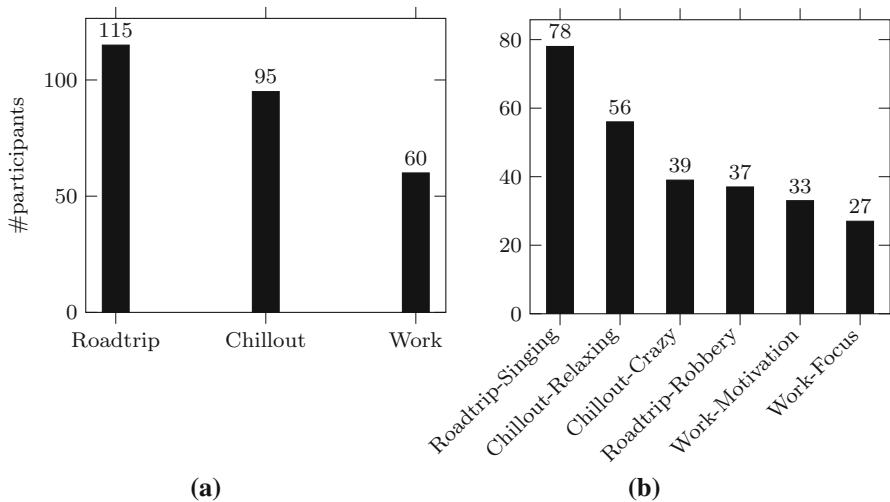 115
95
60
100
50
0
#participants
Roadtrip
Chillout
Work
(a)
78
56
39
37
33
27
80
60
40
20
0
Roadtrip-Singing
Chillout-Relaxing
Chillout-Crazy
Roadtrip-Robbery
Work-Motivation
Work-Focus
(b)